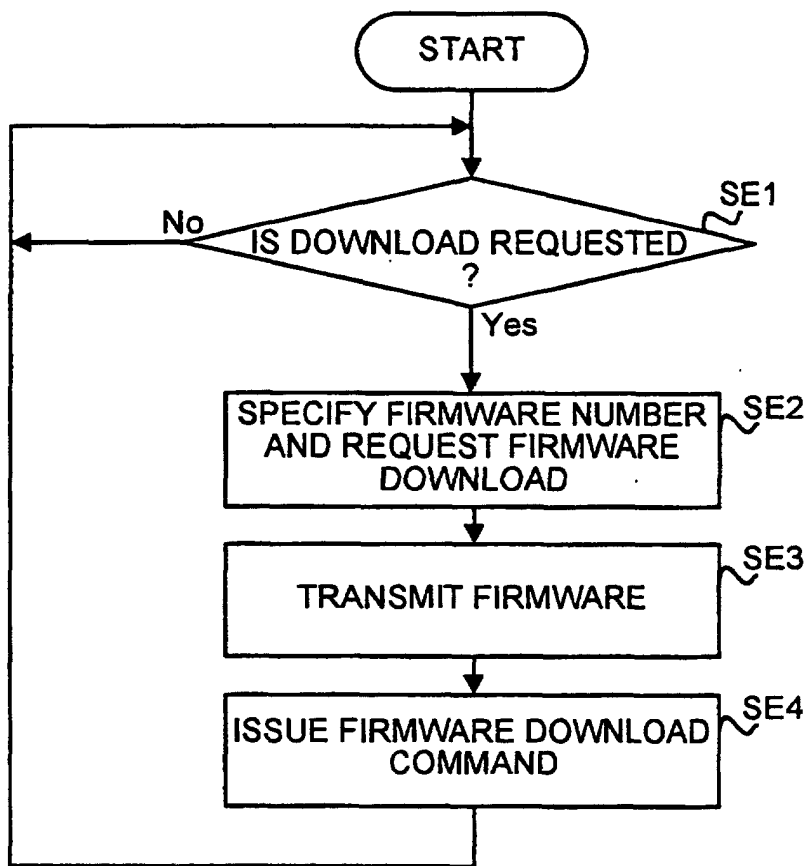 START
SE1
No
IS DOWNLOAD REQUESTED
?
Yes
SPECIFY FIRMWARE NUMBER
AND REQUEST FIRMWARE
DOWNLOAD
SE2
TRANSMIT FIRMWARE
SE3
ISSUE FIRMWARE DOWNLOAD
COMMAND
SE4